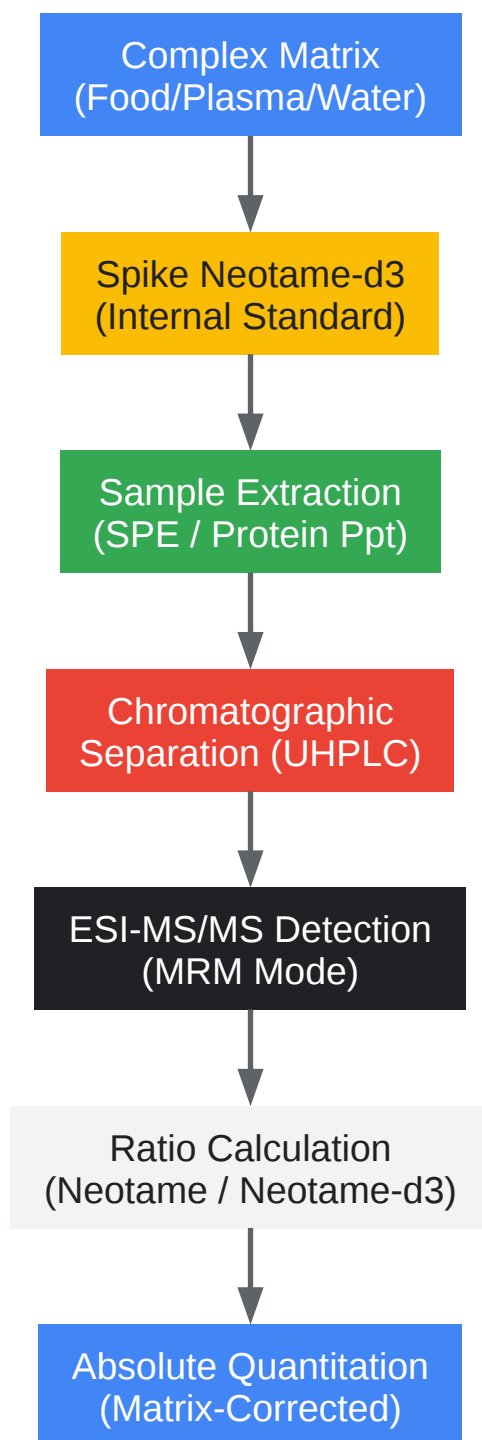 Complex Matrix
(Food/Plasma/Water)
Spike Neotame-d3
(Internal Standard)
Sample Extraction
(SPE / Protein Ppt)
Chromatographic
Separation (UHPLC)
ESI-MS/MS Detection
(MRM Mode)
Ratio Calculation
(Neotame / Neotame-d3)
Absolute Quantitation
(Matrix-Corrected)